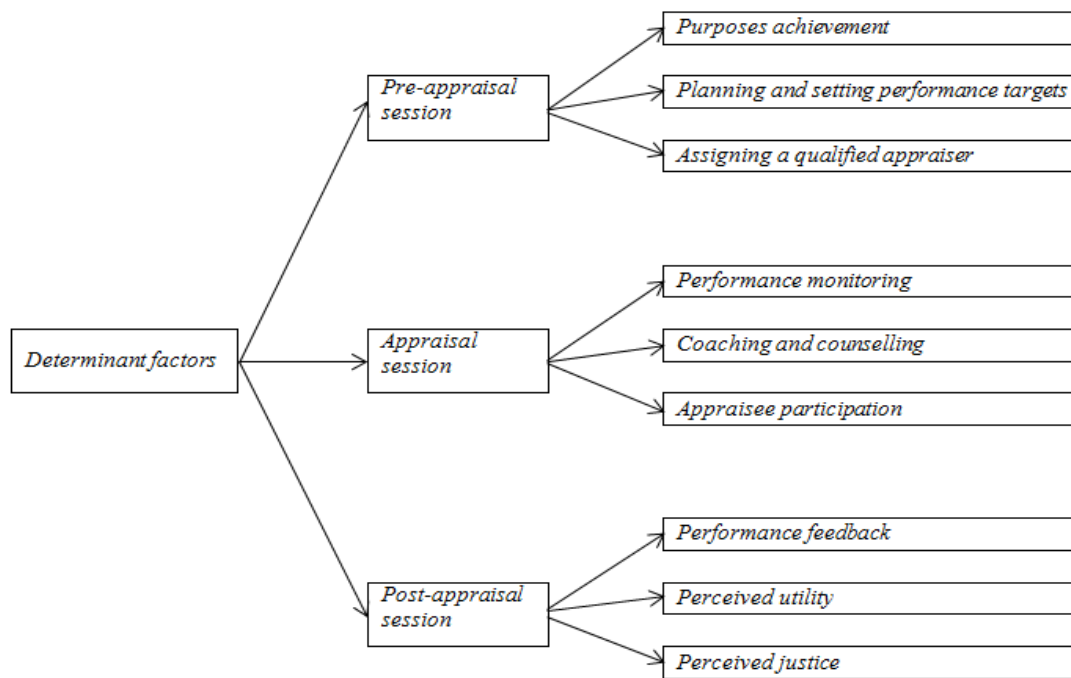 Purposes achievement
Pre-appraisal
session
Planning and setting performance targets
Assigning a qualified appraiser
Performance monitoring
Determinant factors
Appraisal
session
Coaching and counselling
Appraisee participation
Performance feedback
Post-appraisal
session
Perceived utility
Perceived justice